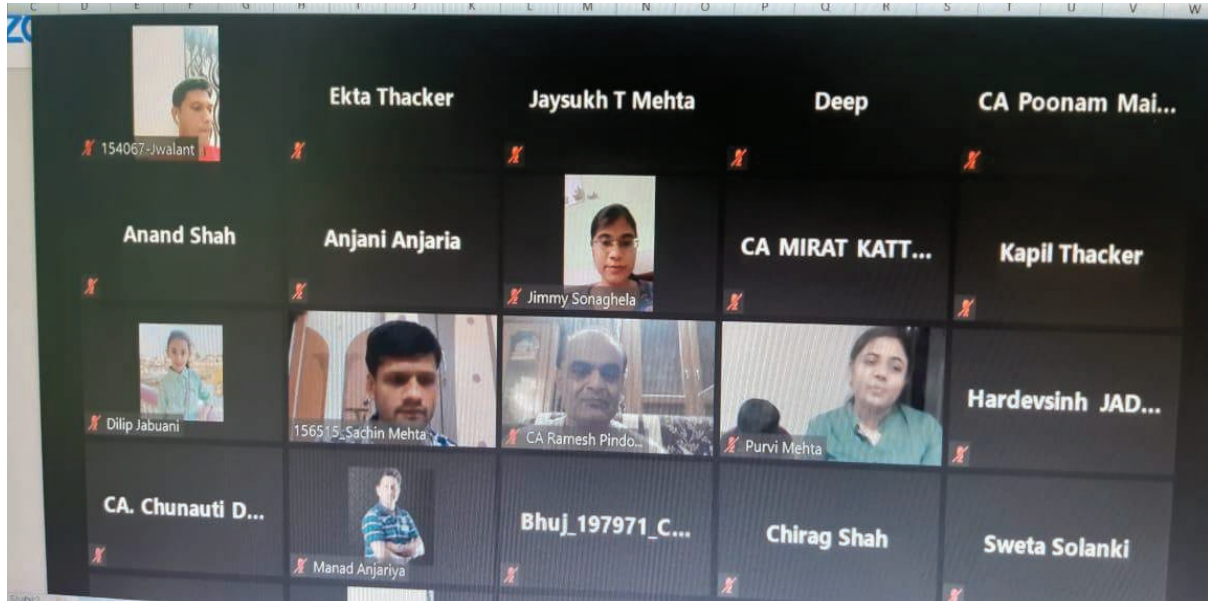 C D E F G H I J K L M N O P Q R S T U V W
154067-Jwalant
Ekta Thacker
Jaysukh T Mehta
Deep
CA Poonam Mai...
Anand Shah
Anjani Anjaria
Jimmy Sonaghela
CA MIRAT KATT...
Kapil Thacker
Dilip Jabuani
156515_Sachin Mehta
CA Ramesh Pindo...
Purvi Mehta
Hardevsinh JAD...
CA. Chunauti D...
Manad Anjariya
Bhuj_197971_C...
Chirag Shah
Sweta Solanki